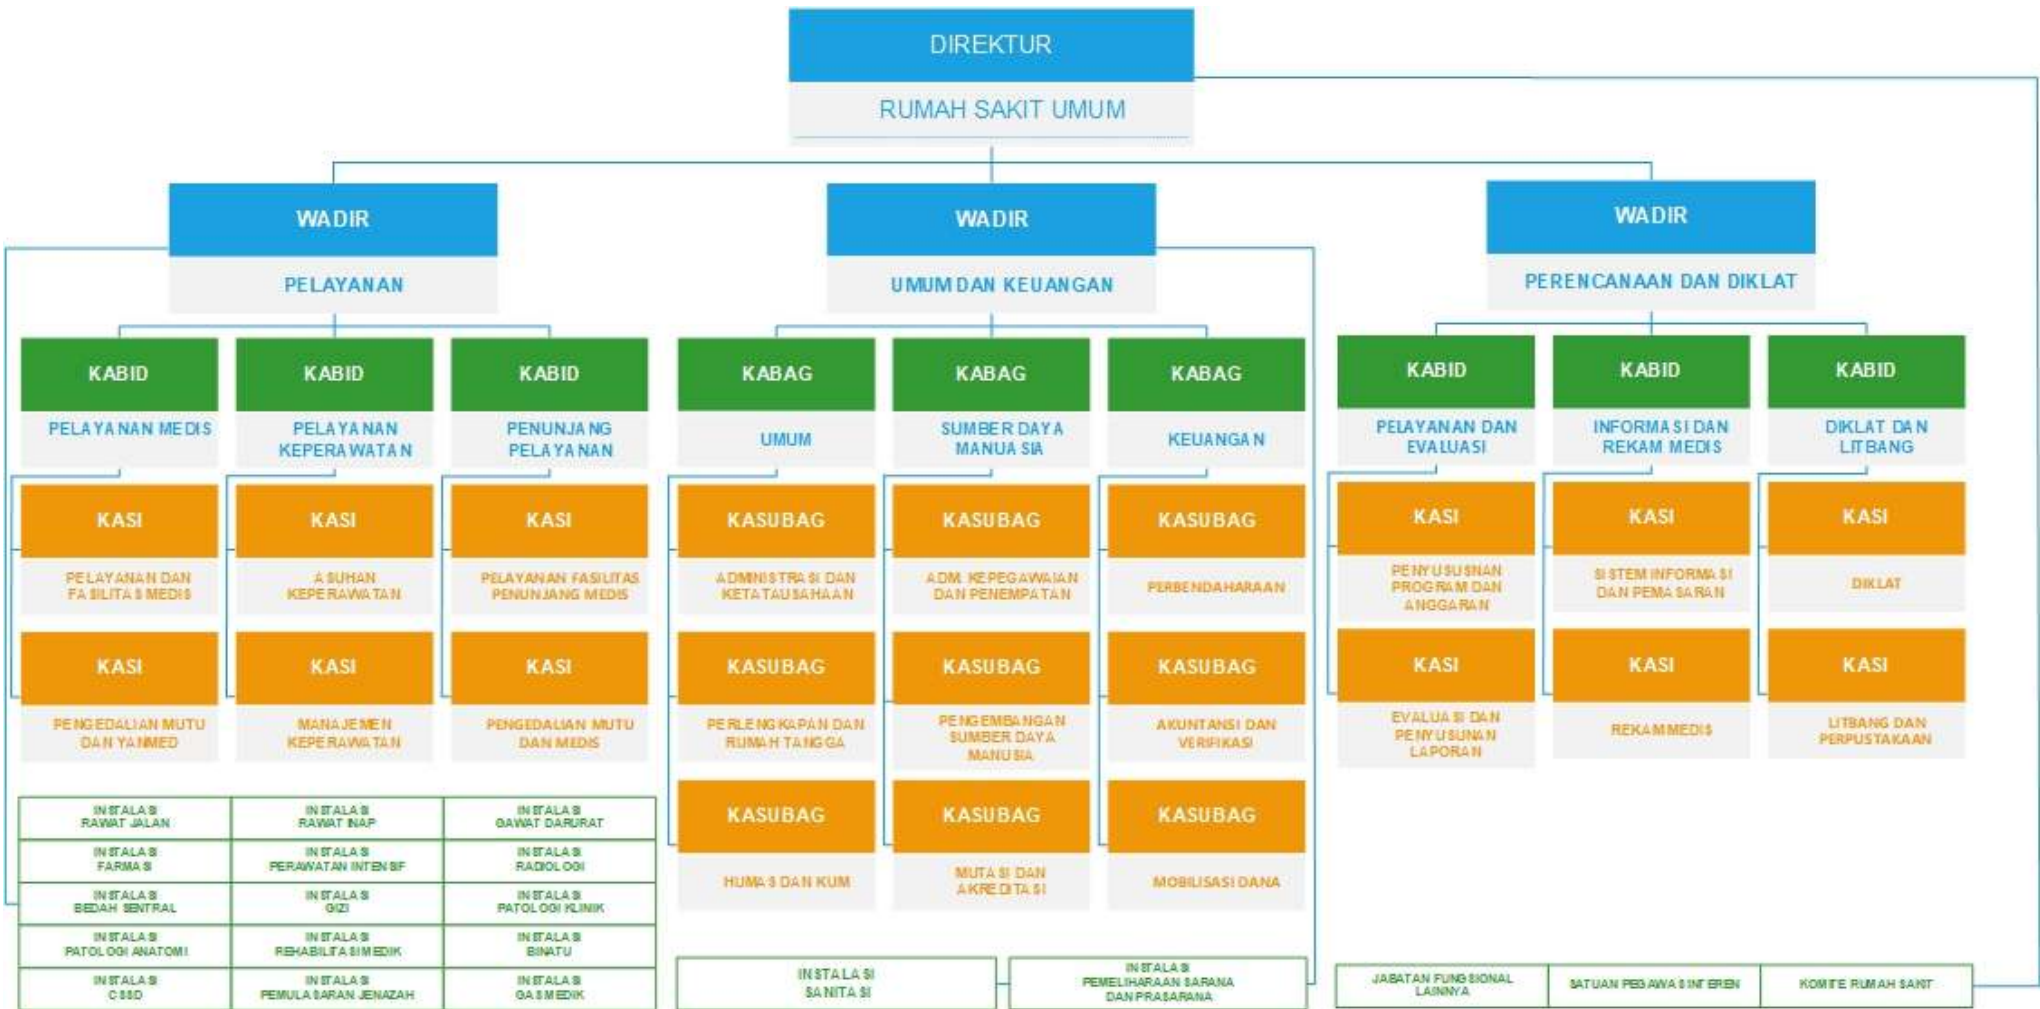 DIREKTUR
RUMAH SAKIT UMUM
WADIR
PELAYANAN
WADIR
UMUM DAN KEUANGAN
WADIR
PERENCANAAN DAN DIKLAT
KABID
PELAYANAN MEDIS
KABID
PELAYANAN
KEPERAWATAN
KABID
PENUNJANG
PELAYANAN
KABAG
UMUM
KABAG
SUMBER DAYA
MANUASIA
KABAG
KEUANGAN
KABID
PELAYANAN DAN
EVALUASI
KABID
INFORMASI DAN
REKAM MEDIS
KABID
DIKLAT DAN
LITBANG
KASI
PELAYANAN DAN
FASILITAS MEDIS
KASI
ASUHAN
KEPERAWATAN
KASI
PELAYANAN FASILITAS
PENUNJANG MEDIS
KASUBAG
ADMINISTRASI DAN
KETATAUSAHAAN
KASUBAG
ADM. KEPEGAWAIAN
DAN PENEMPATAN
KASUBAG
PERBENDAHARAAN
KASI
PENYUSUSNAN
PROGRAM DAN
ANGGARAN
KASI
SISTEM INFORMASI
DAN PEMASARAN
KASI
DIKLAT
KASI
PENGEDALIAN MUTU
DAN YANMED
KASI
MANAJEMEN
KEPERAWATAN
KASI
PENGEDALIAN MUTU
DAN MEDIS
KASUBAG
PERLENGKAPAN DAN
RUMAH TANGGA
KASUBAG
PENGEMBANGAN
SUMBER DAYA
MANUSIA
KASUBAG
AKUNTANSI DAN
VERIFIKASI
KASI
EVALUASI DAN
PENYUSUNAN
LAPORAN
KASI
REKAM MEDIS
KASI
LITBANG DAN
PERPUSTAKAAN
KASUBAG
HUMAS DAN KUM
KASUBAG
MUTASI DAN
AKREDITASI
KASUBAG
MOBILISASI DANA
INSTALASI
RAWAT JALAN
INSTALASI
RAWAT INAP
INSTALASI
GAWAT DARURAT
INSTALASI
FARMASI
INSTALASI
PERAWATAN INTENSIF
INSTALASI
RADIOLOGI
INSTALASI
BEDAH SENTRAL
INSTALASI
GIZI
INSTALASI
PATOLOGI KLINIK
INSTALASI
PATOLOGI ANATOMI
INSTALASI
REHABILITASI MEDIK
INSTALASI
BINATU
INSTALASI
CSSD
INSTALASI
PEMULASARAN JENAZAH
INSTALASI
GAS MEDIK
INSTALASI
SANITASI
INSTALASI
PEMELIHARAAN SARANA
DAN PRASARANA
JABATAN FUNGSIONAL
LAINNYA
SATUAN PEGAWAS INTEREN
KOMITE RUMAH SAKIT